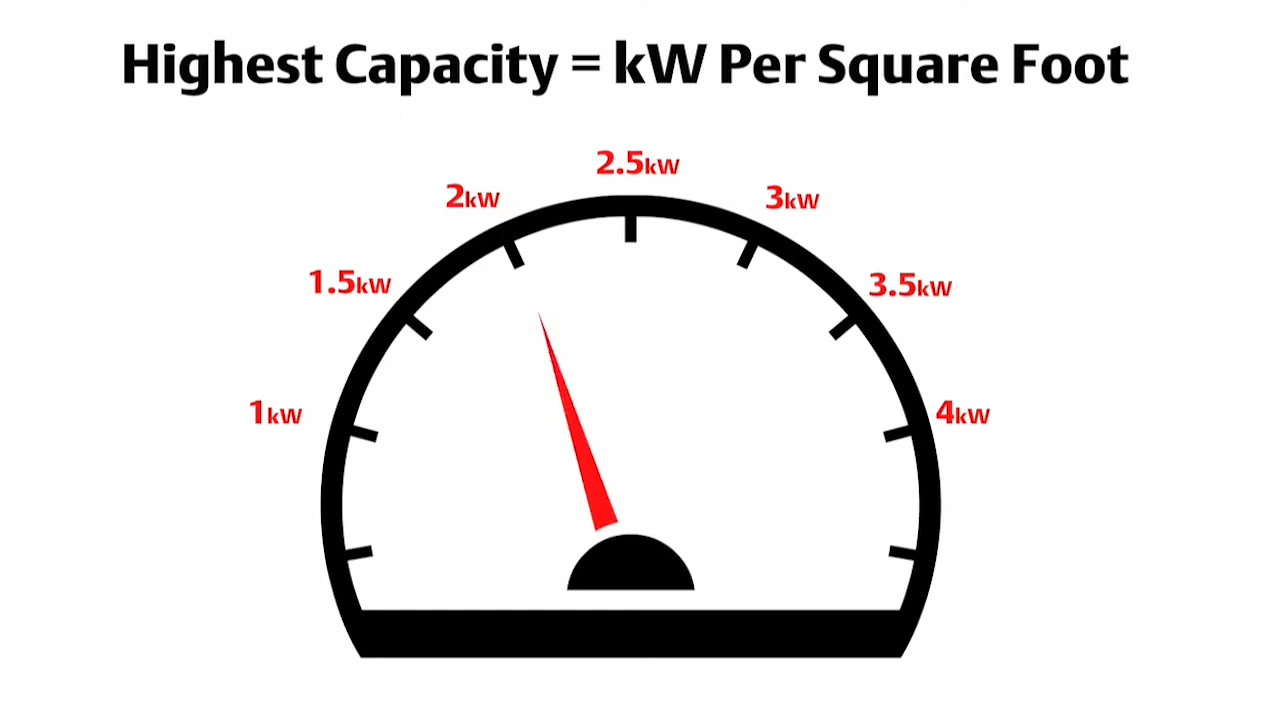 Highest Capacity = kW Per Square Foot
2.5kW
2kW
3kW
1.5kW
3.5kW
1kW
4kW